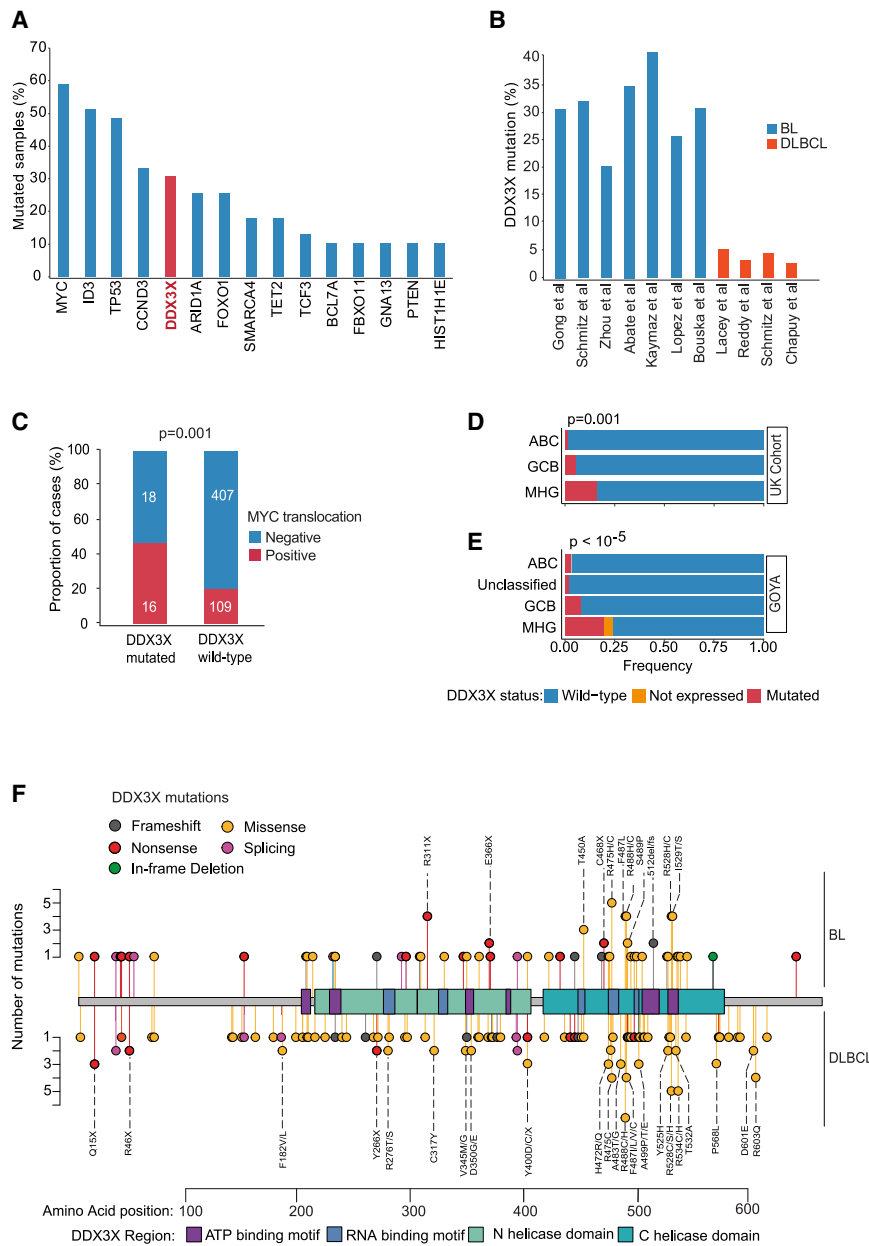 A
Mutated samples (%)
70
60
50
40
30
20
10
0
MYC
ID3
TP53
CCND3
DDX3X
ARID1A
FOXO1
SMARCA4
TET2
TCF3
BCL7A
FBXO11
GNA13
PTEN
HIST1H1E
B
DDX3X mutation (%)
40
35
30
25
20
15
10
5
0
BL
DLBCL
Gong et al
Schmitz et al
Zhou et al
Abate et al
Kaymaz et al
Lopez et al
Bouska et al
Lacey et al
Reddy et al
Schmitz et al
Chapuy et al
C
p=0.001
Proportion of cases (%)
100
80
60
40
20
0
18
407
16
109
MYC translocation
Negative
Positive
DDX3X mutated
DDX3X wild-type
D
p=0.001
ABC
GCB
MHG
UK Cohort
E
p < 10-5
ABC
Unclassified
GCB
MHG
GOYA
0.00 0.25 0.50 0.75 1.00
Frequency
DDX3X status: Wild-type Not expressed Mutated
F
DDX3X mutations
Frameshift
Missense
Nonsense
Splicing
In-frame Deletion
Number of mutations
5
3
1
1
3
5
R311X
E366X
T450A
C468X
R475H/C
F487L
R488H/C
S489P
512del/fs
R528H/C
I529T/S
BL
DLBCL
Q15X
R46X
F182V/L
Y266X
R276T/S
C317Y
V345M/G
D350G/E
Y400D/C/X
H472R/Q
R475C
A483T/G
R488C/H
F487I/L/V/C
A499P/T/E
Y525H
R528C/S/H
R534C/H
T532A
P568L
D601E
R603Q
Amino Acid position: 100 200 300 400 500 600
DDX3X Region: ATP binding motif RNA binding motif N helicase domain C helicase domain